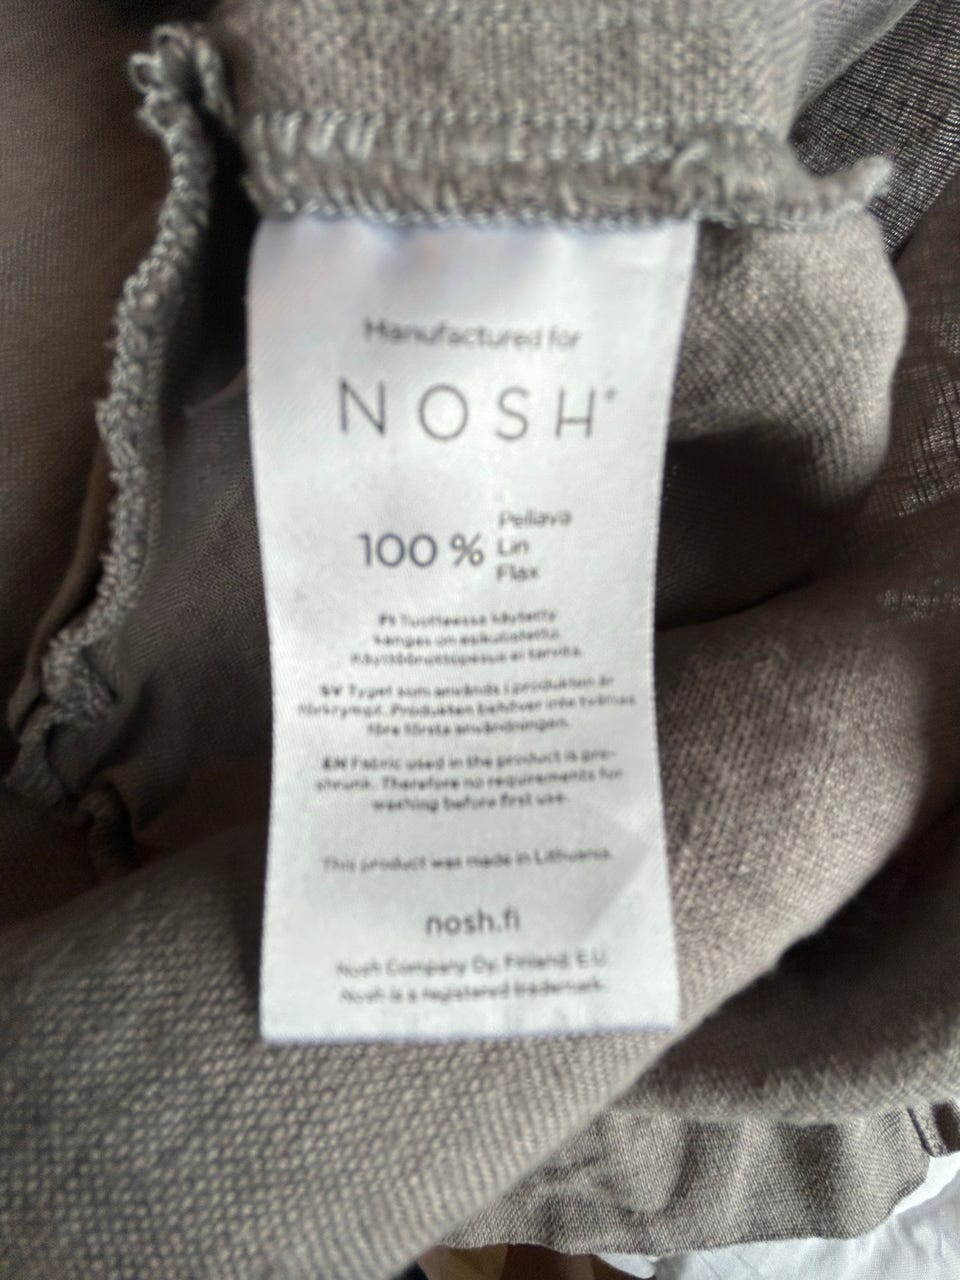 Manufactured for
NOSH®
100 %
Pellava
Lin
Flax
FI Tuotteessa käytetty
kangas on esikutistettu.
Käyttöönottopesua ei tarvita.
SV Tyget som används i produkten är
förkrympt. Produkten behöver inte tvättas
före första användningen.
EN Fabric used in the product is pre-
shrunk. Therefore no requirements for
washing before first use.
This product was made in Lithuania.
nosh.fi
Nosh Company Oy, Finland, E.U.
Nosh is a registered trademark.